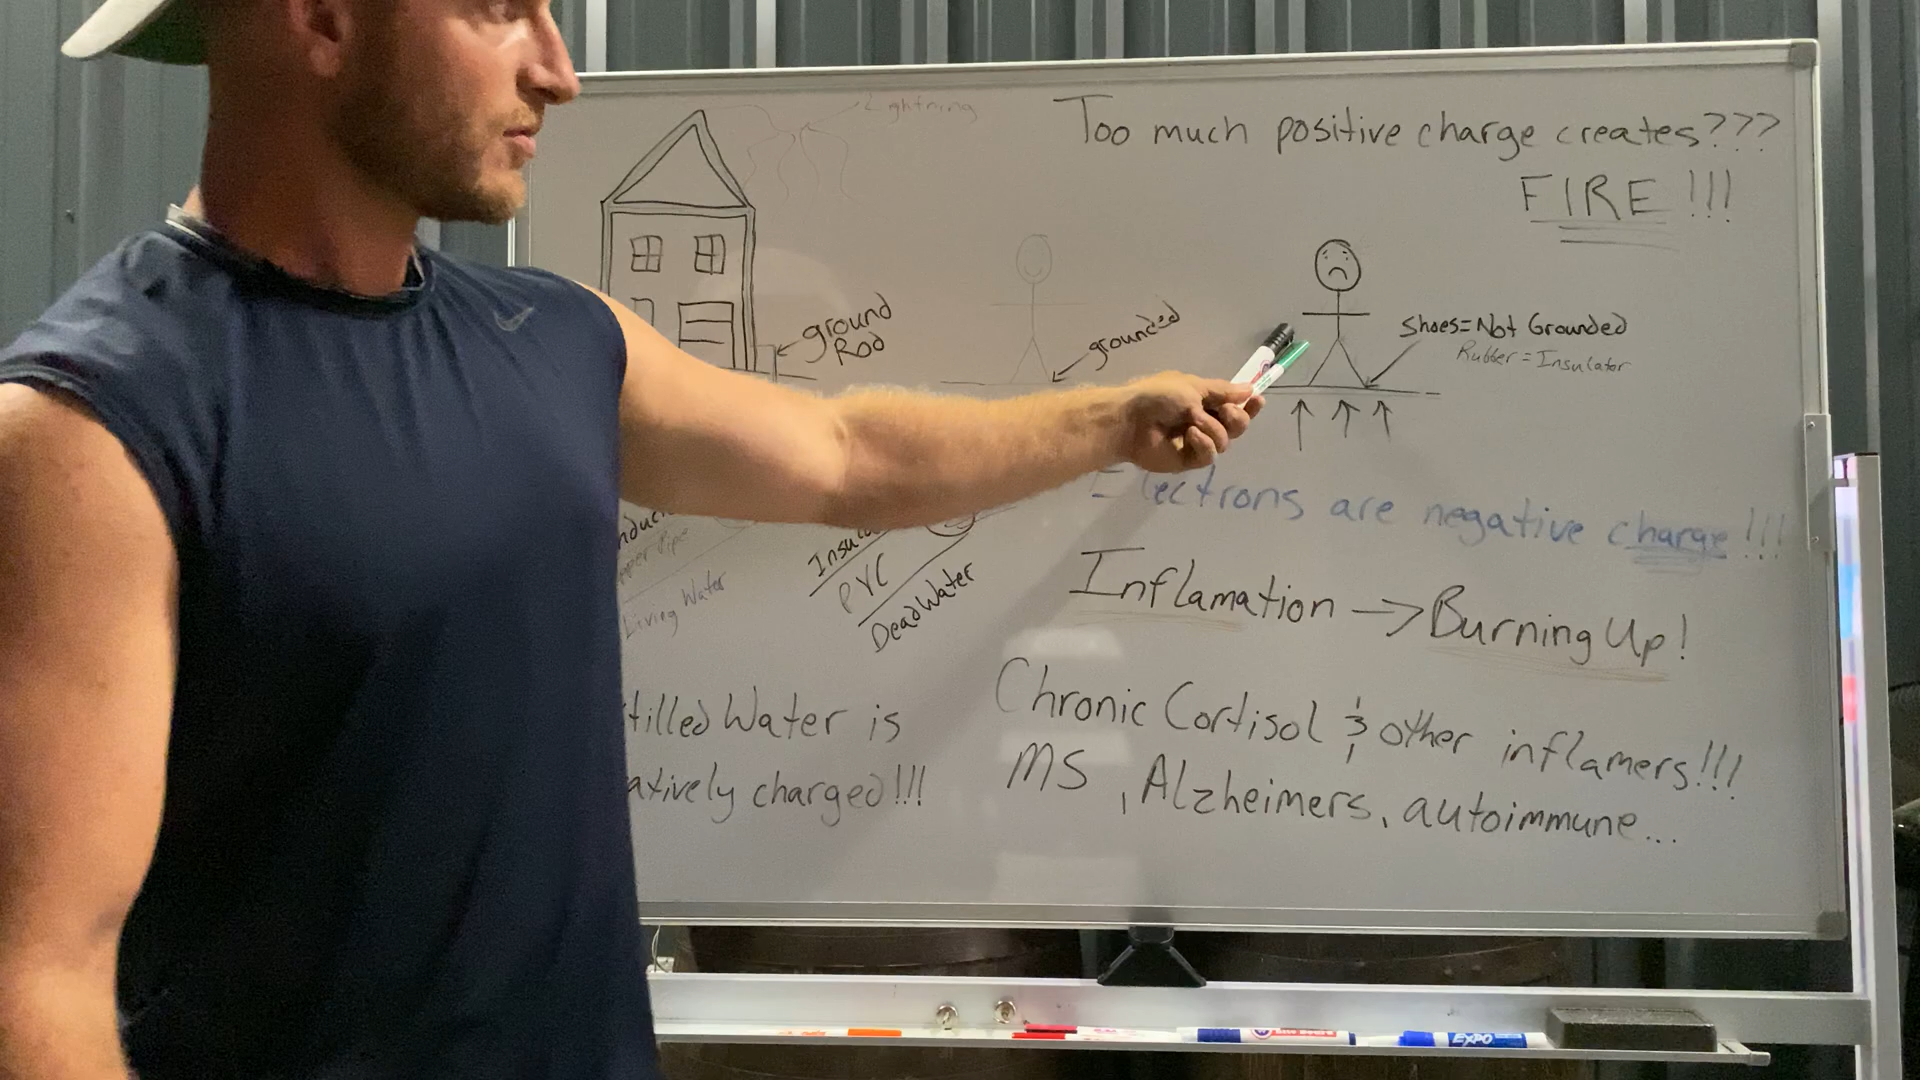 Lightning
Too much positive charge creates???
FIRE!!!
ground
Rod
grounded
Shoes=Not Grounded
Rubber=Insulator
Electrons are negative charge!!!
Pipe
Living Water
PVC
Dead Water
Inflamation → Burning Up!
tilled Water is
atively charged!!!
Chronic Cortisol & other inflamers!!!
MS, Alzheimers, autoimmune...
EXPO